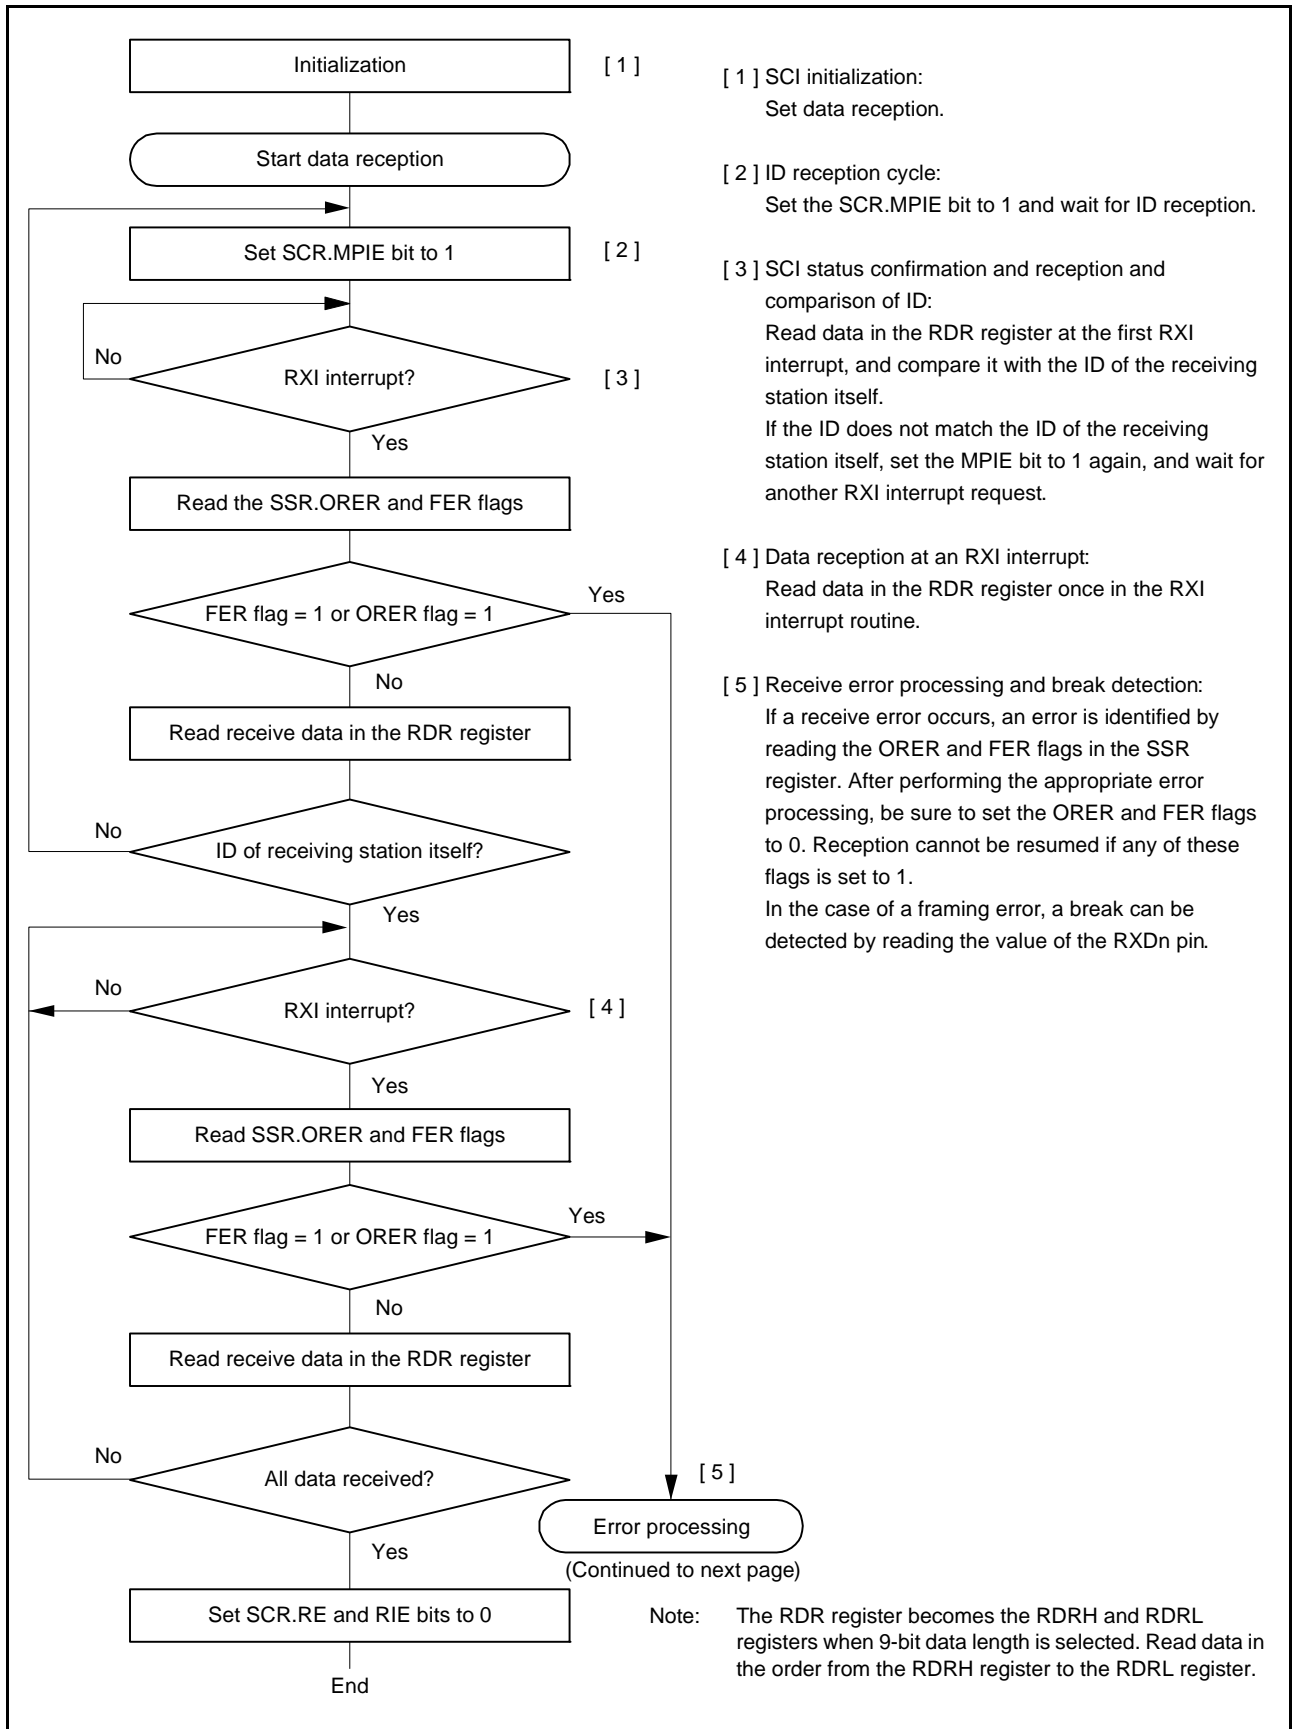 Initialization
[ 1 ]
Start data reception
Set SCR.MPIE bit to 1
[ 2 ]
No
RXI interrupt?
[ 3 ]
Yes
Read the SSR.ORER and FER flags
Yes
FER flag = 1 or ORER flag = 1
No
Read receive data in the RDR register
No
ID of receiving station itself?
Yes
No
RXI interrupt?
[ 4 ]
Yes
Read SSR.ORER and FER flags
Yes
FER flag = 1 or ORER flag = 1
No
Read receive data in the RDR register
No
All data received?
Yes
Set SCR.RE and RIE bits to 0
End
[ 5 ]
Error processing
(Continued to next page)
[ 1 ] SCI initialization:
Set data reception.
[ 2 ] ID reception cycle:
Set the SCR.MPIE bit to 1 and wait for ID reception.
[ 3 ] SCI status confirmation and reception and
comparison of ID:
Read data in the RDR register at the first RXI
interrupt, and compare it with the ID of the receiving
station itself.
If the ID does not match the ID of the receiving
station itself, set the MPIE bit to 1 again, and wait for
another RXI interrupt request.
[ 4 ] Data reception at an RXI interrupt:
Read data in the RDR register once in the RXI
interrupt routine.
[ 5 ] Receive error processing and break detection:
If a receive error occurs, an error is identified by
reading the ORER and FER flags in the SSR
register. After performing the appropriate error
processing, be sure to set the ORER and FER flags
to 0. Reception cannot be resumed if any of these
flags is set to 1.
In the case of a framing error, a break can be
detected by reading the value of the RXDn pin.
Note: The RDR register becomes the RDRH and RDRL
registers when 9-bit data length is selected. Read data in
the order from the RDRH register to the RDRL register.